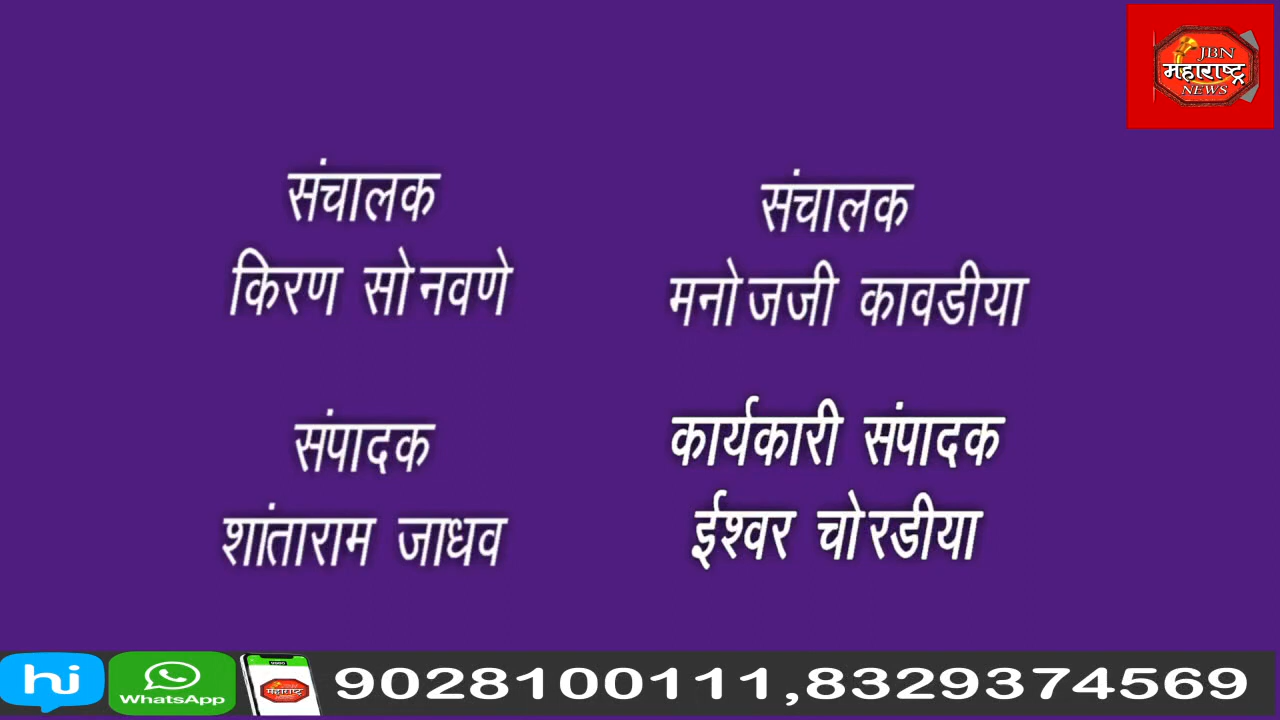 JBN
महाराष्ट्र
NEWS
संचालक
किरण सोनवणे
संचालक
मनोजजी कावडीया
संपादक
शांताराम जाधव
कार्यकारी संपादक
ईश्वर चोरडीया
hi
WhatsApp
महाराष्ट्र
9028100111,8329374569